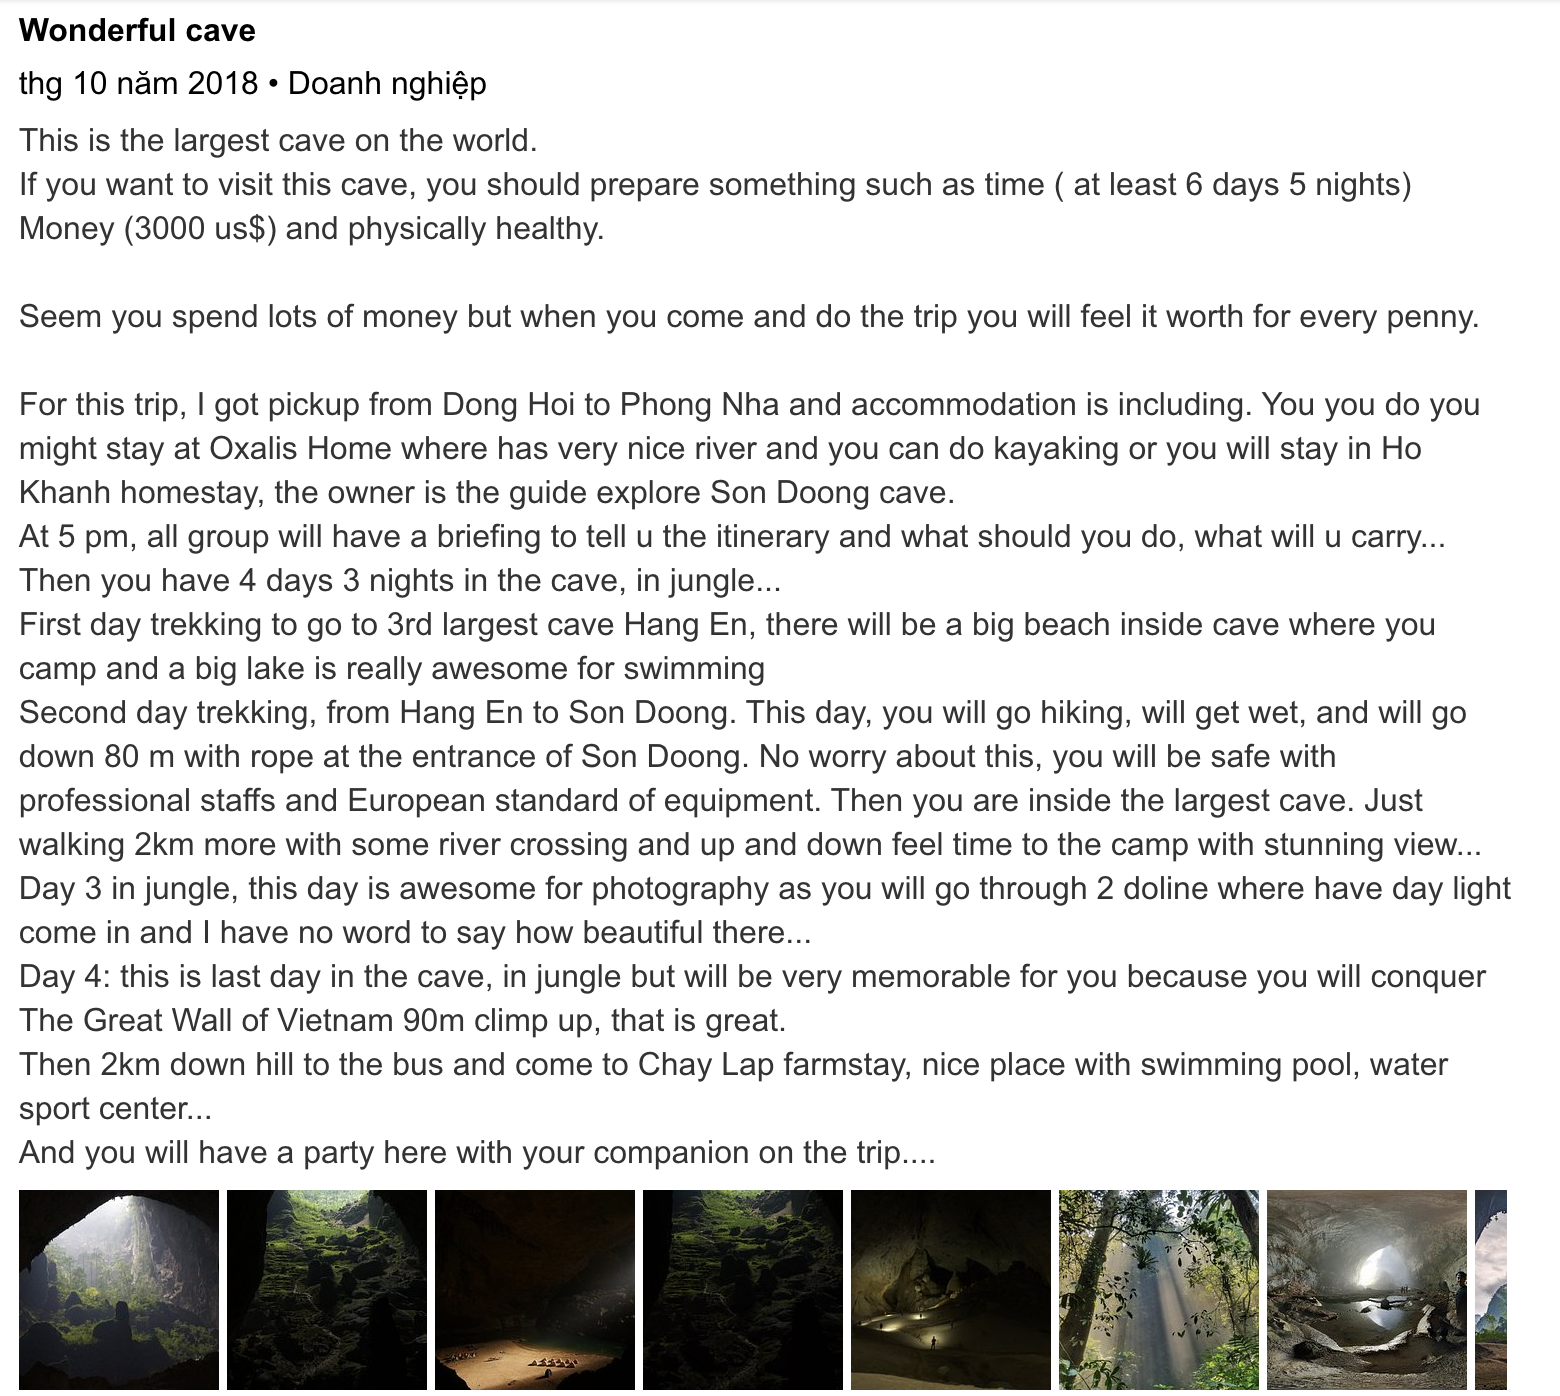 Wonderful cave
thg 10 năm 2018 • Doanh nghiệp
This is the largest cave on the world.
If you want to visit this cave, you should prepare something such as time ( at least 6 days 5 nights)
Money (3000 us$) and physically healthy.
Seem you spend lots of money but when you come and do the trip you will feel it worth for every penny.
For this trip, I got pickup from Dong Hoi to Phong Nha and accommodation is including. You you do you
might stay at Oxalis Home where has very nice river and you can do kayaking or you will stay in Ho
Khanh homestay, the owner is the guide explore Son Doong cave.
At 5 pm, all group will have a briefing to tell u the itinerary and what should you do, what will u carry...
Then you have 4 days 3 nights in the cave, in jungle...
First day trekking to go to 3rd largest cave Hang En, there will be a big beach inside cave where you
camp and a big lake is really awesome for swimming
Second day trekking, from Hang En to Son Doong. This day, you will go hiking, will get wet, and will go
down 80 m with rope at the entrance of Son Doong. No worry about this, you will be safe with
professional staffs and European standard of equipment. Then you are inside the largest cave. Just
walking 2km more with some river crossing and up and down feel time to the camp with stunning view...
Day 3 in jungle, this day is awesome for photography as you will go through 2 doline where have day light
come in and I have no word to say how beautiful there...
Day 4: this is last day in the cave, in jungle but will be very memorable for you because you will conquer
The Great Wall of Vietnam 90m climp up, that is great.
Then 2km down hill to the bus and come to Chay Lap farmstay, nice place with swimming pool, water
sport center...
And you will have a party here with your companion on the trip....